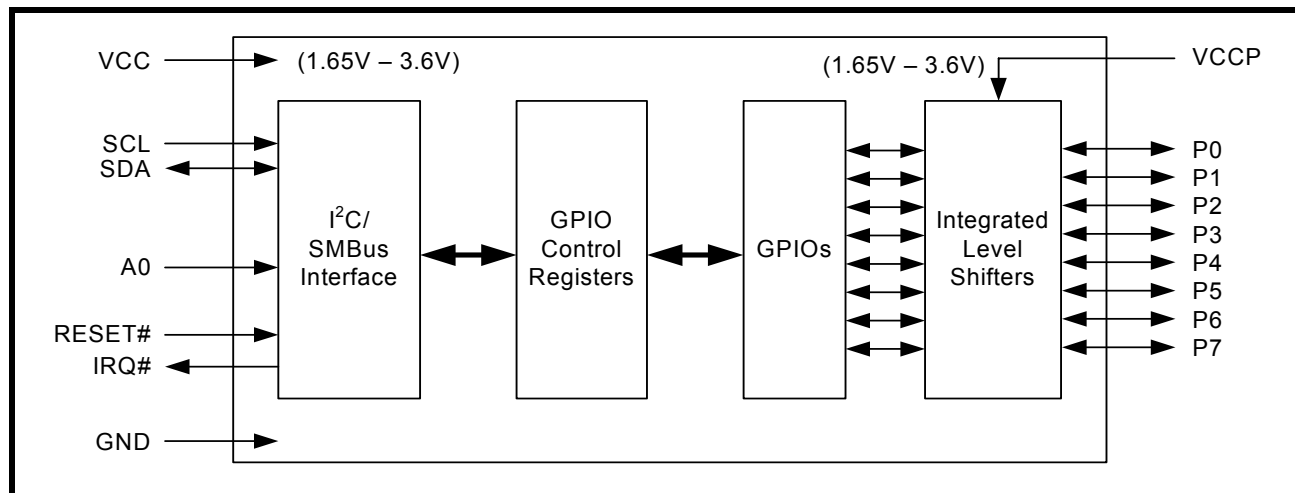 VCC
(1.65V – 3.6V)
(1.65V – 3.6V)
VCCP
SCL
SDA
A0
RESET#
IRQ#
GND
I²C/
SMBus
Interface
GPIO
Control
Registers
GPIOs
Integrated
Level
Shifters
P0
P1
P2
P3
P4
P5
P6
P7